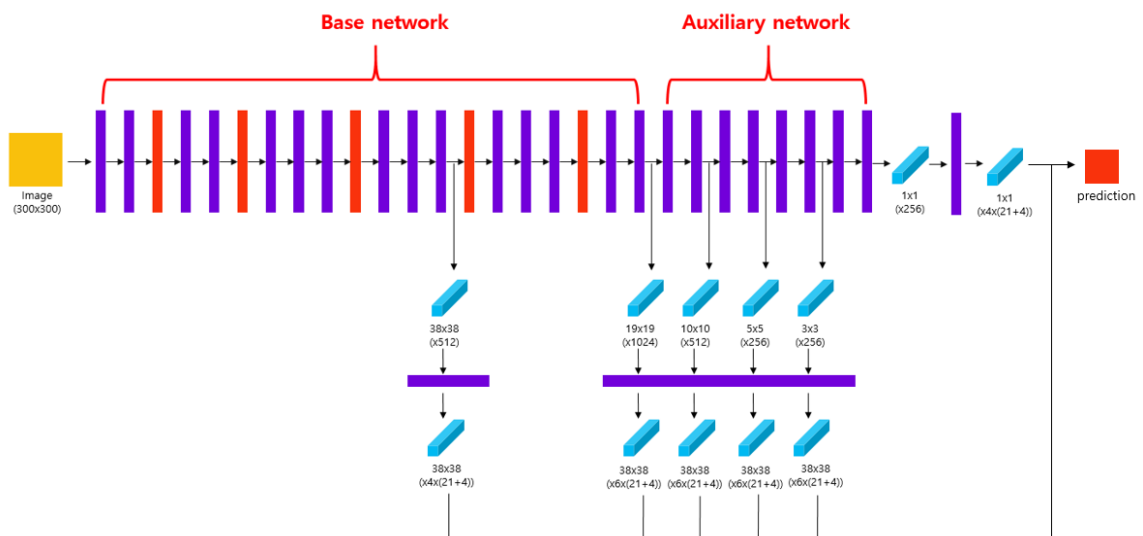 Base network
Auxiliary network
Image
(300x300)
1x1
(x256)
1x1
(x4x(21+4))
prediction
38x38
(x512)
19x19
(x1024)
10x10
(x512)
5x5
(x256)
3x3
(x256)
38x38
(x4x(21+4))
38x38
(x6x(21+4))
38x38
(x6x(21+4))
38x38
(x6x(21+4))
38x38
(x6x(21+4))